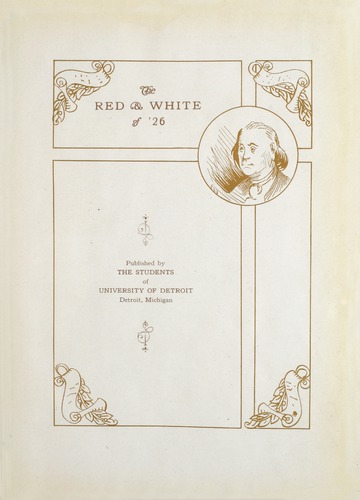 The
RED & WHITE
of '26
Published by
THE STUDENTS
of
UNIVERSITY OF DETROIT
Detroit, Michigan